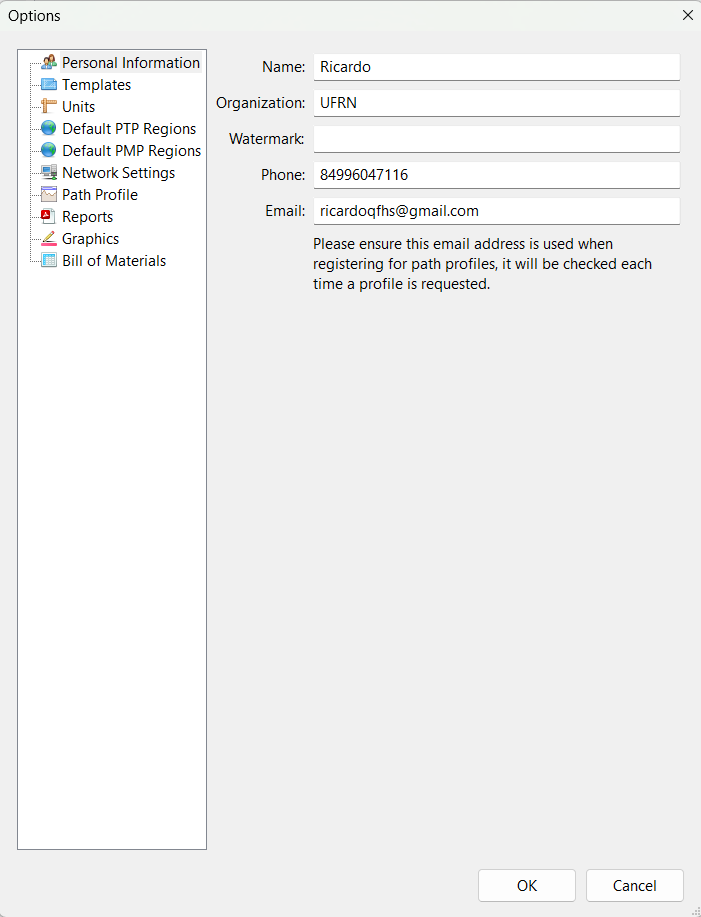 Options
Personal Information
Templates
Units
Default PTP Regions
Default PMP Regions
Network Settings
Path Profile
Reports
Graphics
Bill of Materials
Name: Ricardo
Organization: UFRN
Watermark:
Phone: 84996047116
Email: ricardoqfhs@gmail.com
Please ensure this email address is used when
registering for path profiles, it will be checked each
time a profile is requested.
OK Cancel